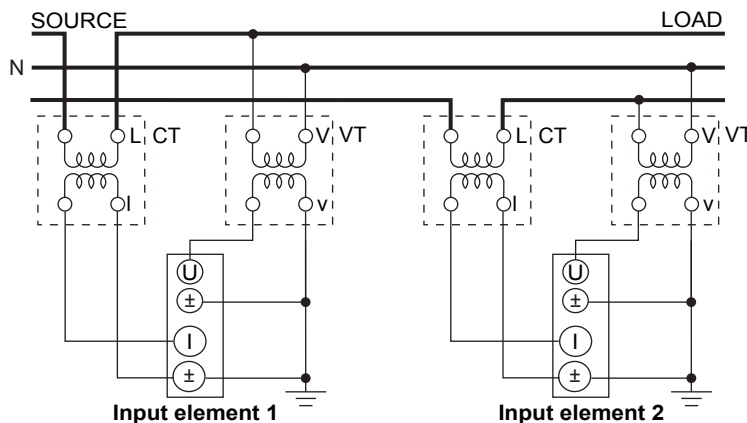 SOURCE LOAD
N
L CT V VT L CT V VT
l v l v
U U
± ±
I I
± ±
Input element 1 Input element 2